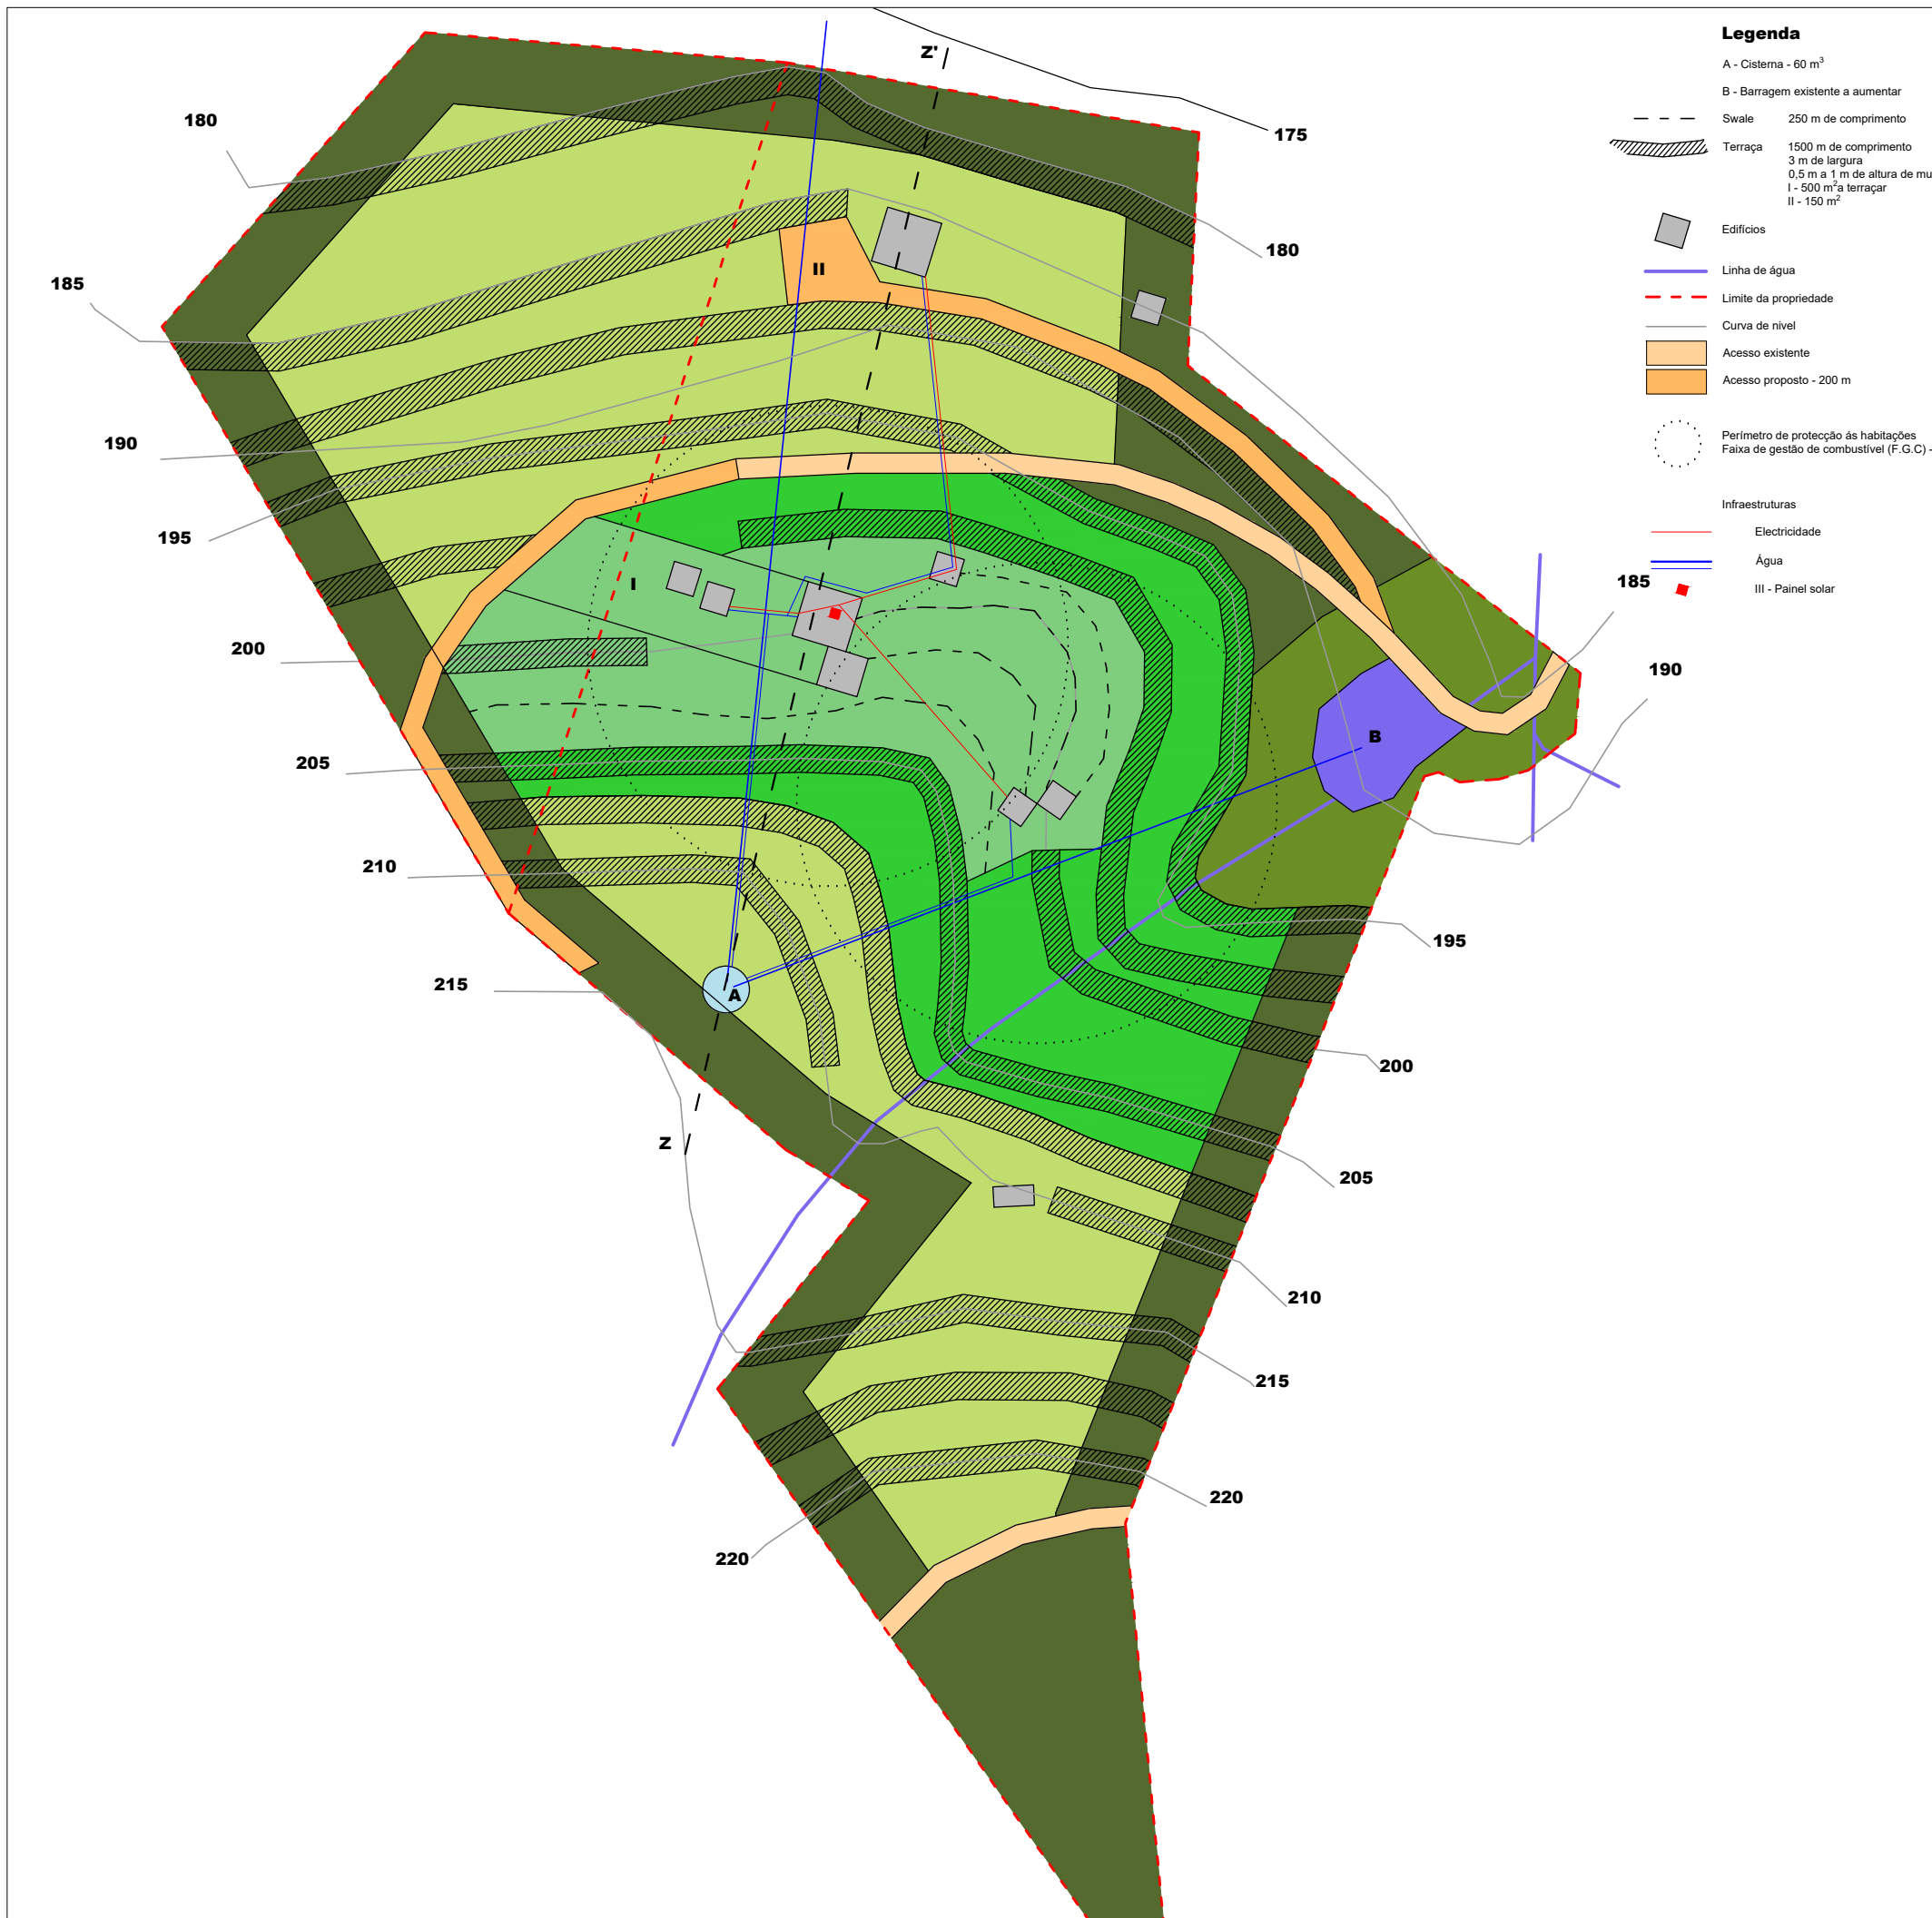 Legenda
A - Cisterna - 60 m³
B - Barragem existente a aumentar
Swale 250 m de comprimento
Terraça 1500 m de comprimento
3 m de largura
0,5 m a 1 m de altura de mu
I - 500 m²a terraçar
II - 150 m²
Edifícios
Linha de água
Limite da propriedade
Curva de nivel
Acesso existente
Acesso proposto - 200 m
Perímetro de protecção ás habitações
Faixa de gestão de combustível (F.G.C) -
Infraestruturas
Electricidade
Água
III - Painel solar
Z'
180
175
180
II
185
190
195
I
185
200
190
B
205
210
195
215
A
200
Z
205
210
215
220
220